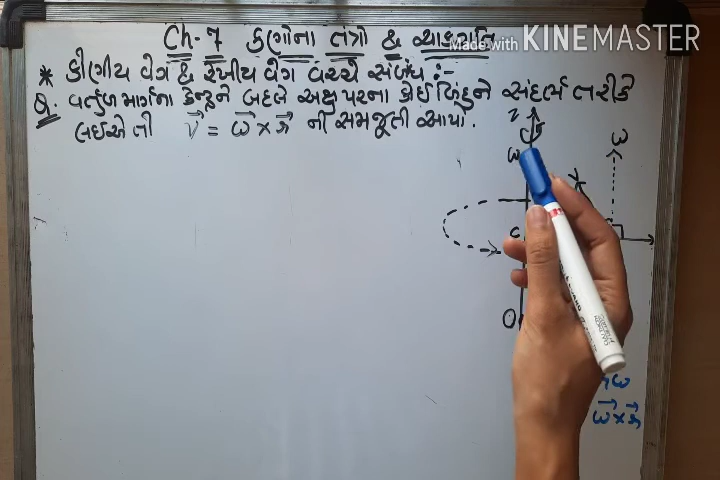 Ch-7 કણોના તંત્રો & ચાકગતિ
Made with KINEMASTER
* કોણીય વેગ & રેખીય વેગ વચ્ચે સંબંધ :-
Q. વર્તુળ માર્ગના કેન્દ્રને બદલે અક્ષ પરના કોઈ બિંદુને સંદર્ભ તરીકે
લઈએ તો v⃗ = ω⃗ × r⃗ ની સમજૂતી આપો.
z
ω
ω
C
O
ω
ω⃗ × r⃗